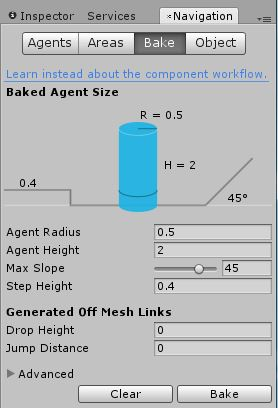 Inspector Services Navigation
Agents Areas Bake Object
Learn instead about the component workflow.
Baked Agent Size
R = 0.5
H = 2
0.4
45°
Agent Radius 0.5
Agent Height 2
Max Slope 45
Step Height 0.4
Generated Off Mesh Links
Drop Height 0
Jump Distance 0
Advanced
Clear Bake